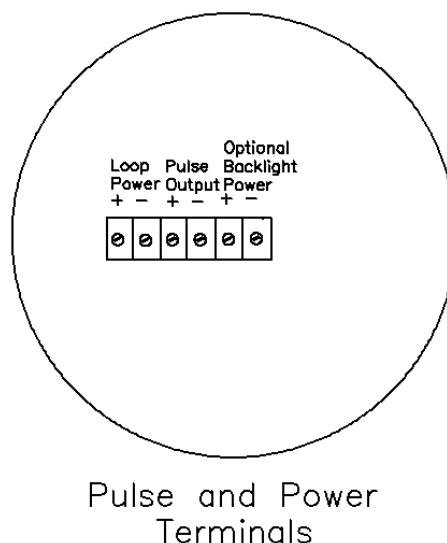 Optional
Loop Pulse Backlight
Power Output Power
+ − + − + −
Pulse and Power
Terminals